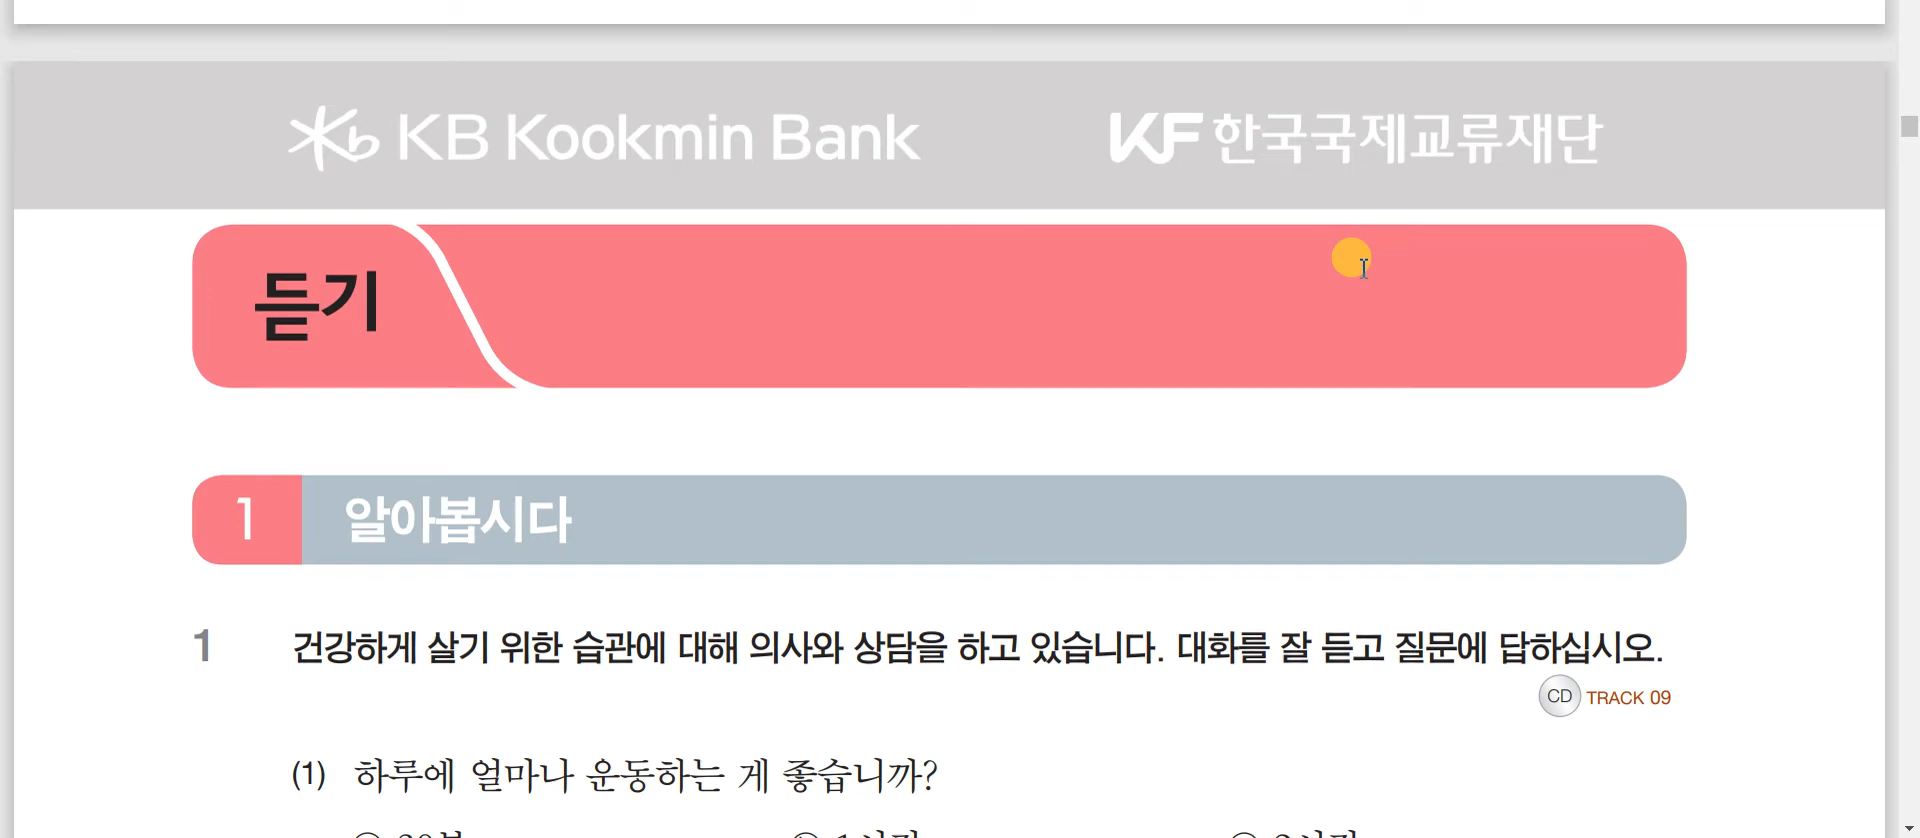 KB Kookmin Bank KF 한국국제교류재단
듣기
1 알아봅시다
1 건강하게 살기 위한 습관에 대해 의사와 상담을 하고 있습니다. 대화를 잘 듣고 질문에 답하십시오.
CD TRACK 09
(1) 하루에 얼마나 운동하는 게 좋습니까?